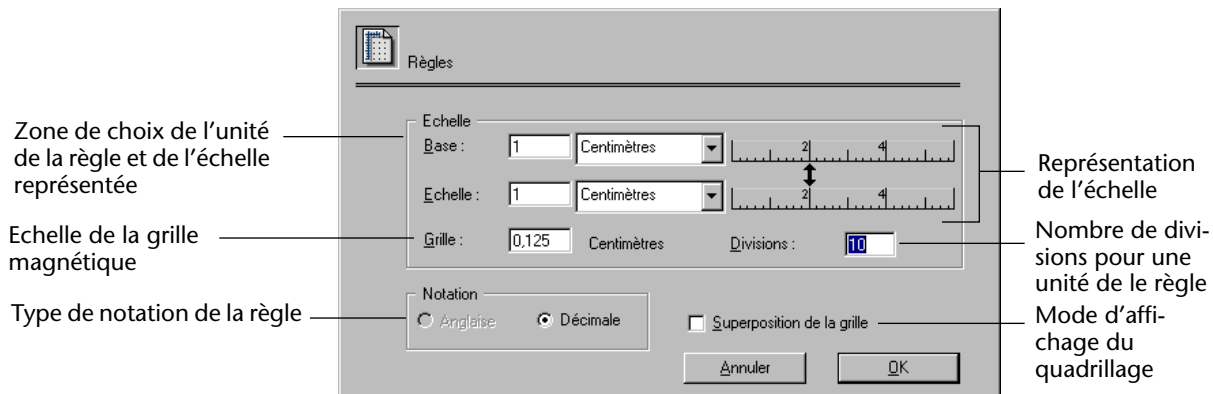 Règles
Zone de choix de l'unité
de la règle et de l'échelle
représentée
Echelle
Base :
1
Centimètres
2
4
Echelle :
1
Centimètres
2
4
Grille :
0,125
Centimètres
Divisions :
10
Représentation
de l'échelle
Echelle de la grille
magnétique
Nombre de divi-
sions pour une
unité de le règle
Type de notation de la règle
Notation
Anglaise
Décimale
Superposition de la grille
Mode d'affi-
chage du
quadrillage
Annuler
OK